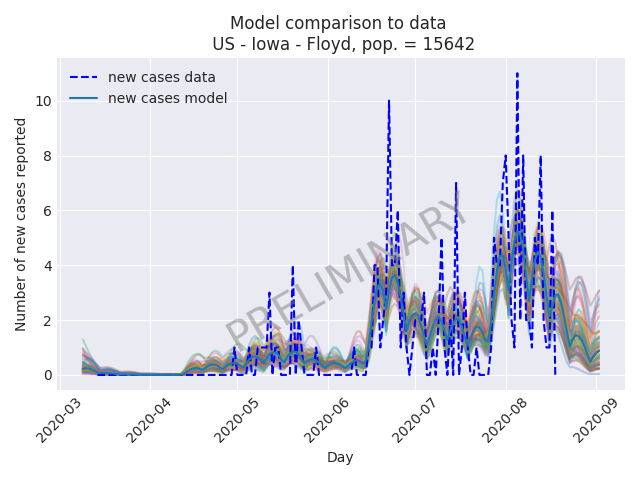 Model comparison to data
US - Iowa - Floyd, pop. = 15642
new cases data
new cases model
PRELIMINARY
Number of new cases reported
10
8
6
4
2
0
2020-03
2020-04
2020-05
2020-06
2020-07
2020-08
2020-09
Day